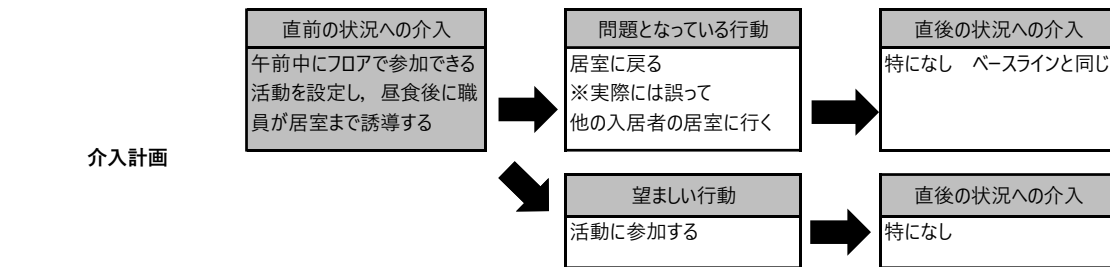 直前の状況への介入
午前中にフロアで参加できる
活動を設定し，昼食後に職
員が居室まで誘導する
問題となっている行動
居室に戻る
※実際には誤って
他の入居者の居室に行く
直後の状況への介入
特になし　ベースラインと同じ
介入計画
望ましい行動
活動に参加する
直後の状況への介入
特になし